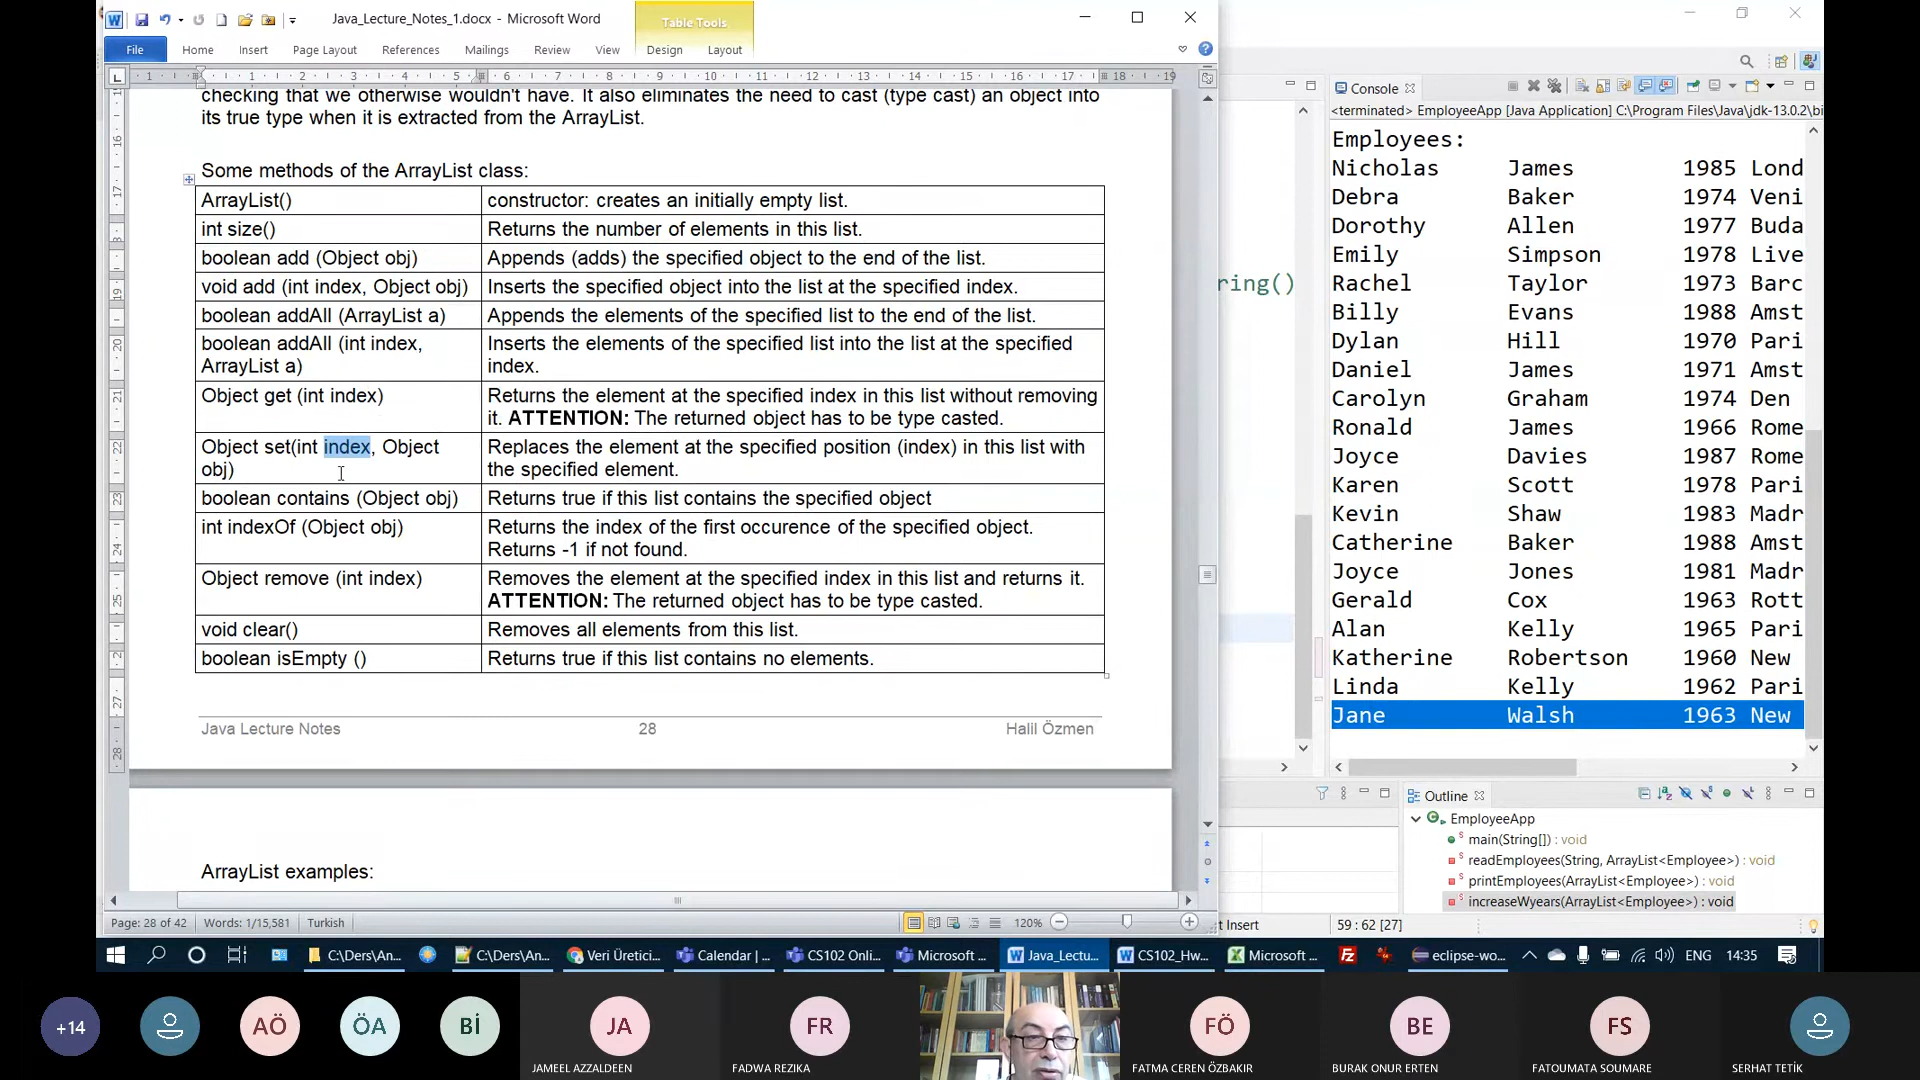 Java_Lecture_Notes_1.docx - Microsoft Word
Table Tools
File Home Insert Page Layout References Mailings Review View Design Layout
checking that we otherwise wouldn't have. It also eliminates the need to cast (type cast) an object into
its true type when it is extracted from the ArrayList.
Some methods of the ArrayList class:
ArrayList() constructor: creates an initially empty list.
int size() Returns the number of elements in this list.
boolean add (Object obj) Appends (adds) the specified object to the end of the list.
void add (int index, Object obj) Inserts the specified object into the list at the specified index.
boolean addAll (ArrayList a) Appends the elements of the specified list to the end of the list.
boolean addAll (int index, Inserts the elements of the specified list into the list at the specified
ArrayList a) index.
Object get (int index) Returns the element at the specified index in this list without removing
it. ATTENTION: The returned object has to be type casted.
Object set(int index, Object Replaces the element at the specified position (index) in this list with
obj) the specified element.
boolean contains (Object obj) Returns true if this list contains the specified object
int indexOf (Object obj) Returns the index of the first occurence of the specified object.
Returns -1 if not found.
Object remove (int index) Removes the element at the specified index in this list and returns it.
ATTENTION: The returned object has to be type casted.
void clear() Removes all elements from this list.
boolean isEmpty () Returns true if this list contains no elements.
Java Lecture Notes 28 Halil Özmen
ArrayList examples:
Page: 28 of 42 Words: 1/15,581 Turkish 120%
ring()
Console
<terminated> EmployeeApp [Java Application] C:\Program Files\Java\jdk-13.0.2\bi
Employees:
Nicholas James 1985 Lond
Debra Baker 1974 Veni
Dorothy Allen 1977 Buda
Emily Simpson 1978 Live
Rachel Taylor 1973 Barc
Billy Evans 1988 Amst
Dylan Hill 1970 Pari
Daniel James 1971 Amst
Carolyn Graham 1974 Den
Ronald James 1966 Rome
Joyce Davies 1987 Rome
Karen Scott 1978 Pari
Kevin Shaw 1983 Madr
Catherine Baker 1988 Amst
Joyce Jones 1981 Madr
Gerald Cox 1963 Rott
Alan Kelly 1965 Pari
Katherine Robertson 1960 New
Linda Kelly 1962 Pari
Jane Walsh 1963 New
Outline
EmployeeApp
main(String[]) : void
readEmployees(String, ArrayList<Employee>) : void
printEmployees(ArrayList<Employee>) : void
increaseWyears(ArrayList<Employee>) : void
Insert 59 : 62 [27]
C:\Ders\An... C:\Ders\An... Veri Üretici... Calendar | ... CS102 Onli... Microsoft ... Java_Lectu... CS102_Hw... Microsoft ... eclipse-wo... ENG 14:35
+14 AÖ ÖA Bİ JA FR FÖ BE FS
JAMEEL AZZALDEEN FADWA REZIKA FATMA CEREN ÖZBAKIR BURAK ONUR ERTEN FATOUMATA SOUMARE SERHAT TETİK